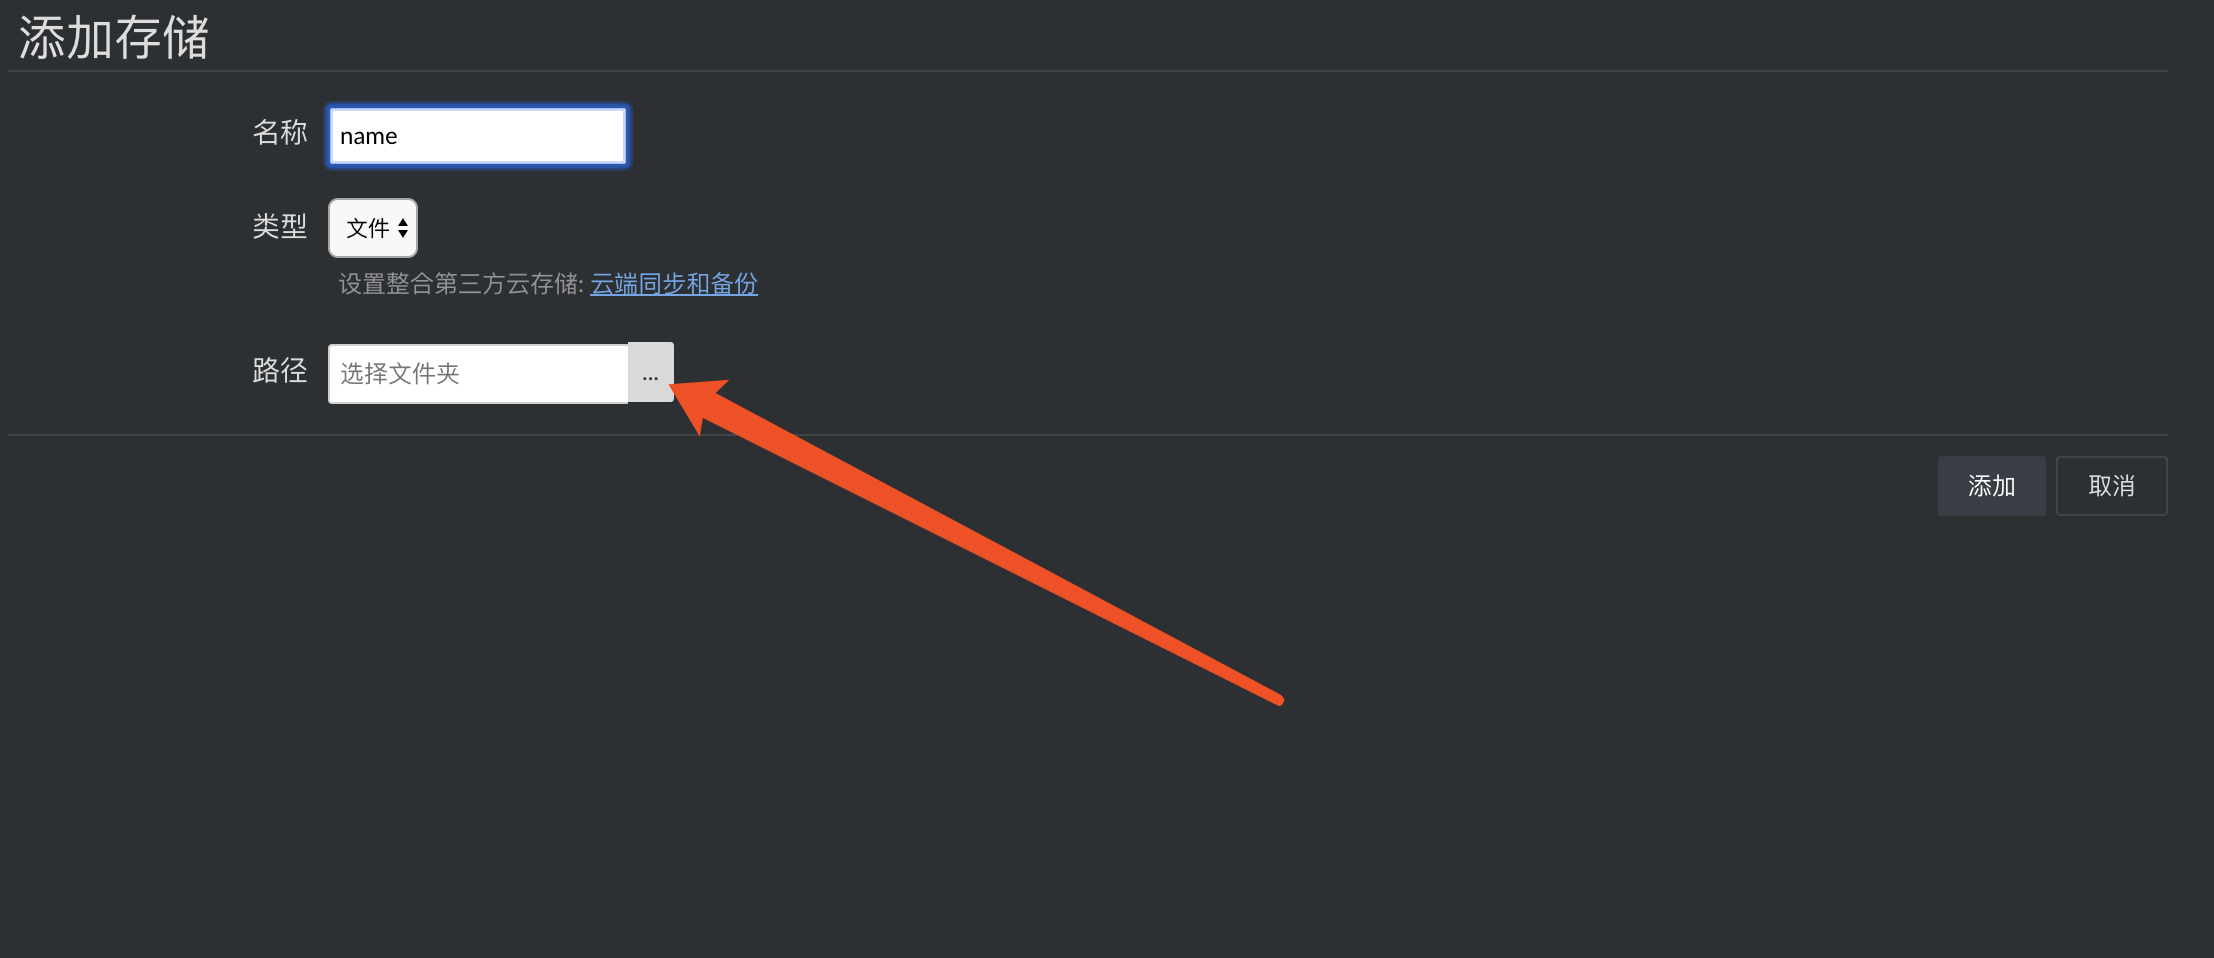 添加存储
名称 name
类型 文件
设置整合第三方云存储: 云端同步和备份
路径 选择文件夹 ...
添加 取消